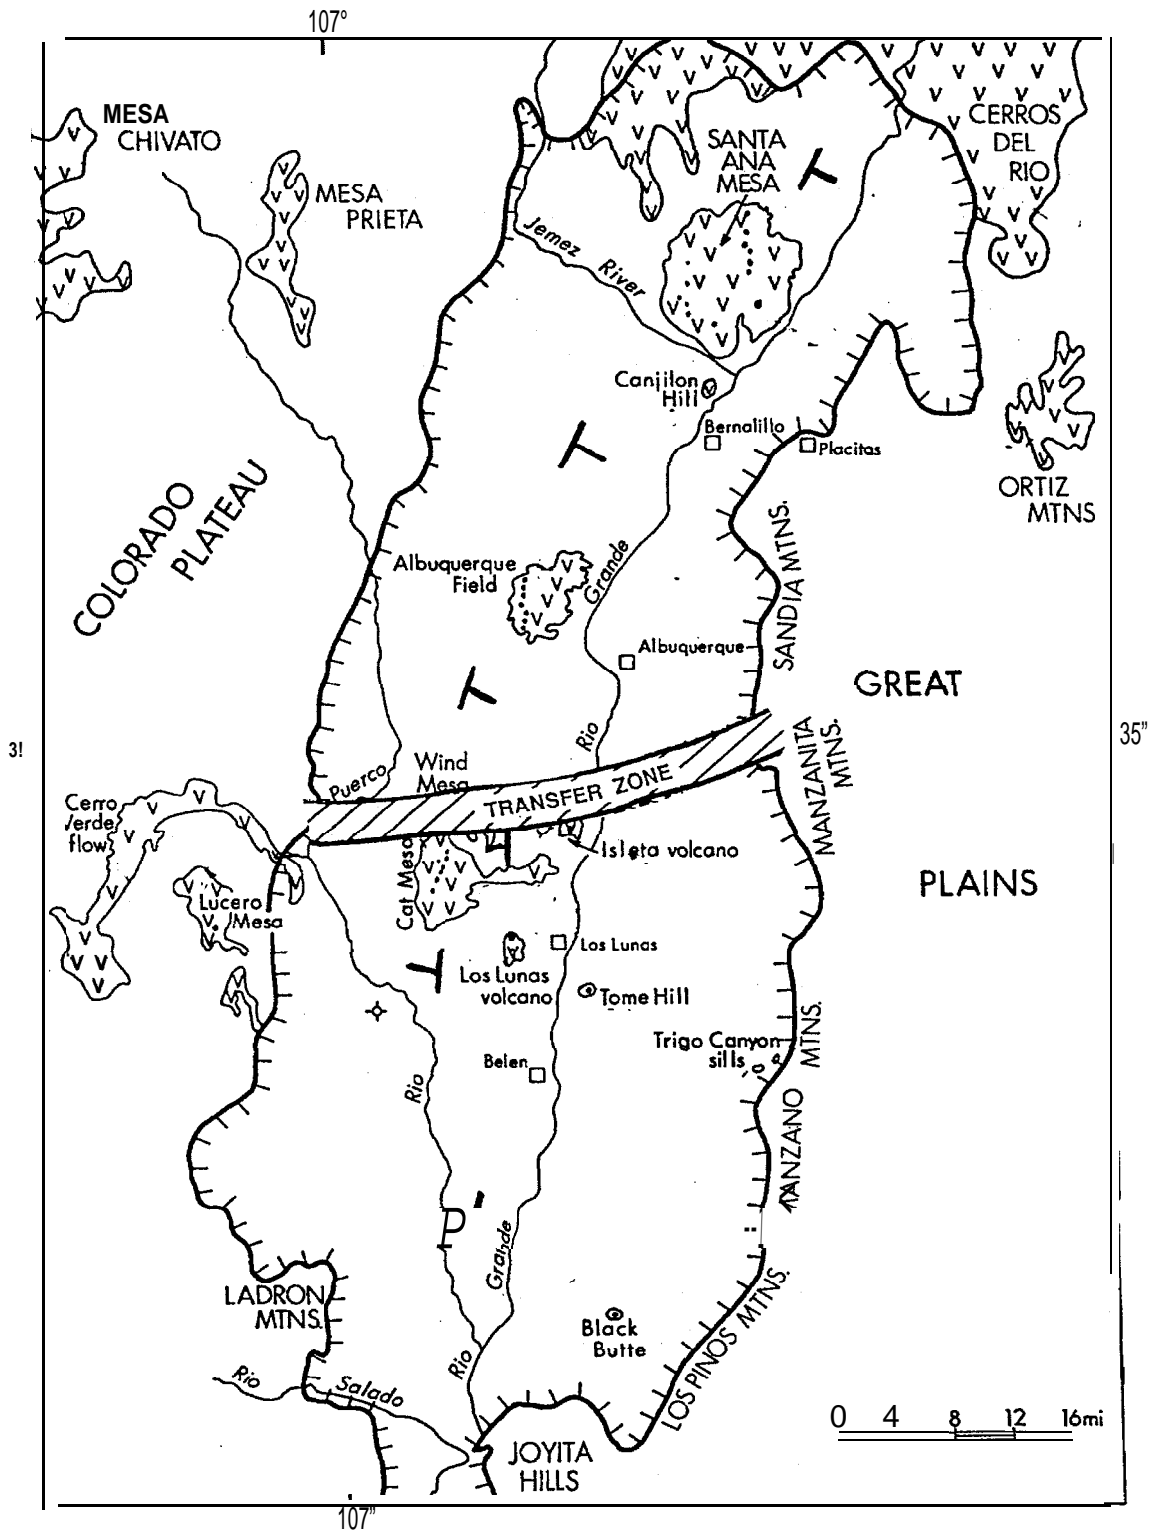 107°
MESA
CHIVATO
MESA
PRIETA
SANTA
ANA
MESA
CERROS
DEL
RIO
Jemez
River
Canjilon
Hill
Bernalillo
Placitas
ORTIZ
MTNS
COLORADO
PLATEAU
SANDIA MTNS.
Albuquerque
Field
Grande
Albuquerque
GREAT
Rio
35”
3!
MANZANITA
MTNS.
Wind
Mesa
Puerco
TRANSFER ZONE
Cerro
Verde
flow
Isleta volcano
Cat Mesa
PLAINS
Lucero
Mesa
Los Lunas
Los Lunas
volcano
Tome Hill
Trigo Canyon
sills
MTNS.
Belen
Rio
MANZANO
P
Grande
LADRON
MTNS.
LOS PINOS MTNS.
Black
Butte
Rio
Rio
Salado
0 4 8 12 16mi
JOYITA
HILLS
107”